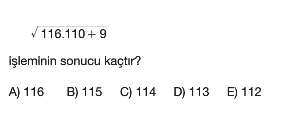 √116.110 + 9
işleminin sonucu kaçtır?
A) 116 B) 115 C) 114 D) 113 E) 112